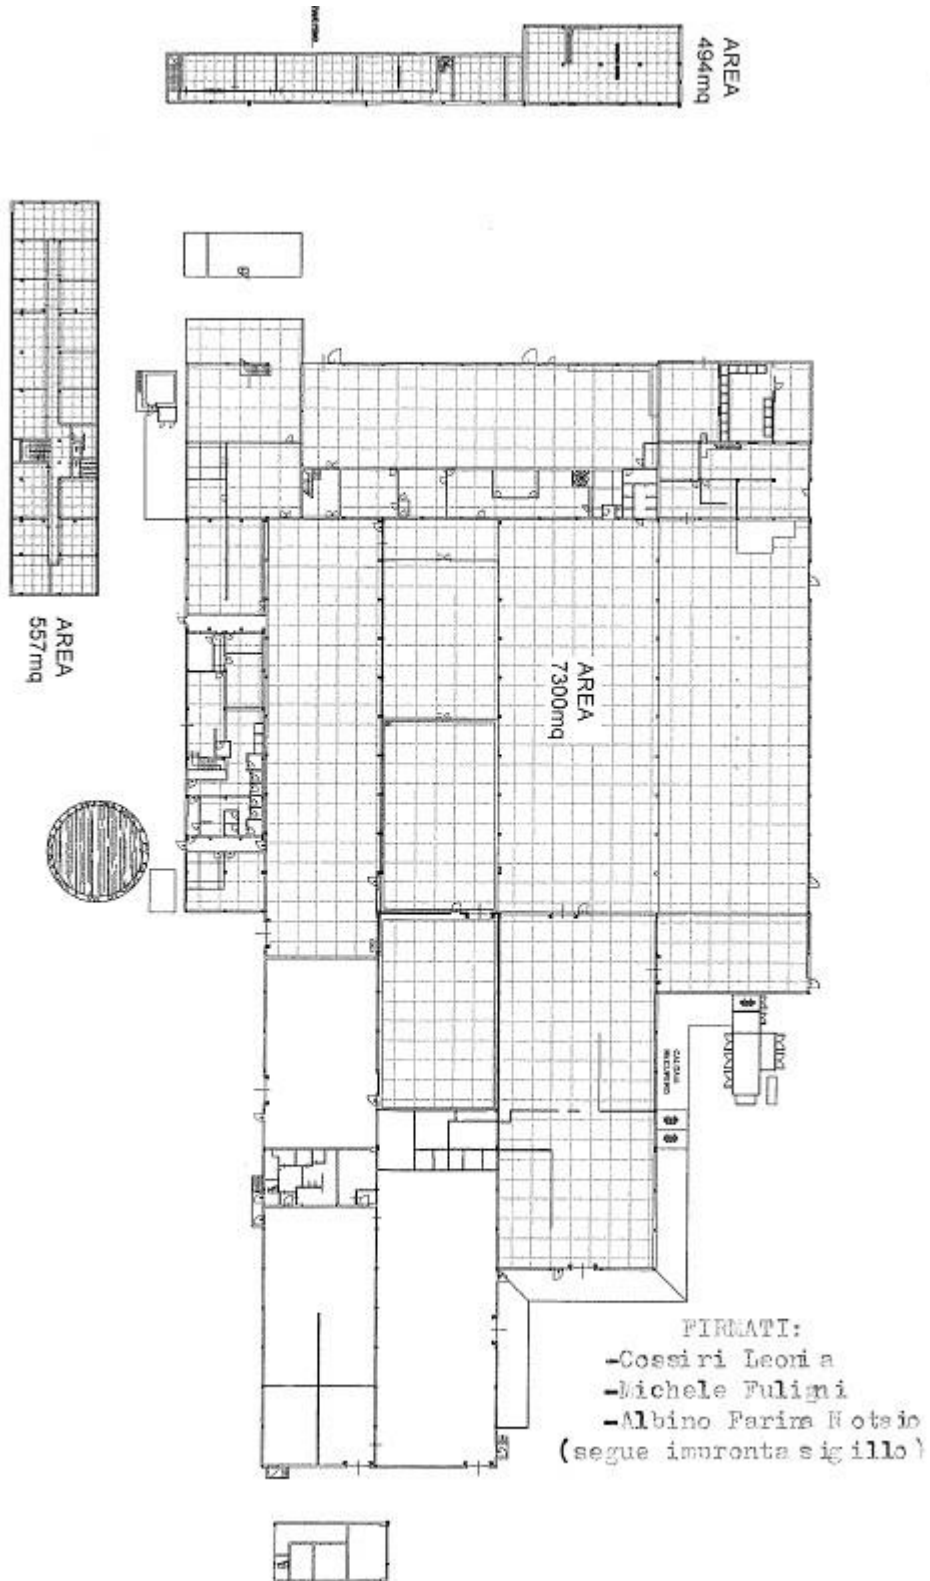 AREA
494mq
AREA
557mq
AREA
7300mq
FIRMATI:
-Cossiri Leonia
-Michele Fuligni
-Albino Farina Notaio
(segue impronta sigillo)